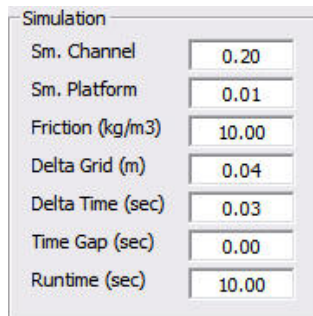 Simulation
Sm. Channel 0.20
Sm. Platform 0.01
Friction (kg/m3) 10.00
Delta Grid (m) 0.04
Delta Time (sec) 0.03
Time Gap (sec) 0.00
Runtime (sec) 10.00